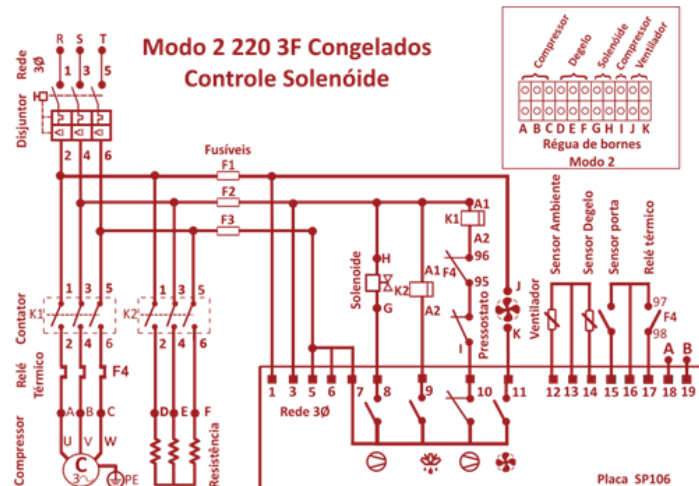 Modo 2 220 3F Congelados
Controle Solenóide
R S T
Rede 3Ø
1 3 5
Disjuntor
2 4 6
Fusíveis
F1
F2
F3
Compressor
Degelo
Solenóide
Compressor
Ventilador
A B C D E F G H I J K
Régua de bornes
Modo 2
Contator
K1
1 3 5
2 4 6
K2
1 3 5
2 4 6
Relé Térmico
F4
A B C
U V W
Compressor
C
3
PE
D E F
Resistência
Solenoide
H
G
K2
A1
A2
A1
K1
A2
96
F4
95
Pressostato
I
J
K
Ventilador
Sensor Ambiente
Sensor Degelo
Sensor porta
Relé térmico
97
F4
98
A B
1 3 5 6 7 8 9 10 11 12 13 14 15 16 17 18 19
Rede 3Ø
Placa SP106